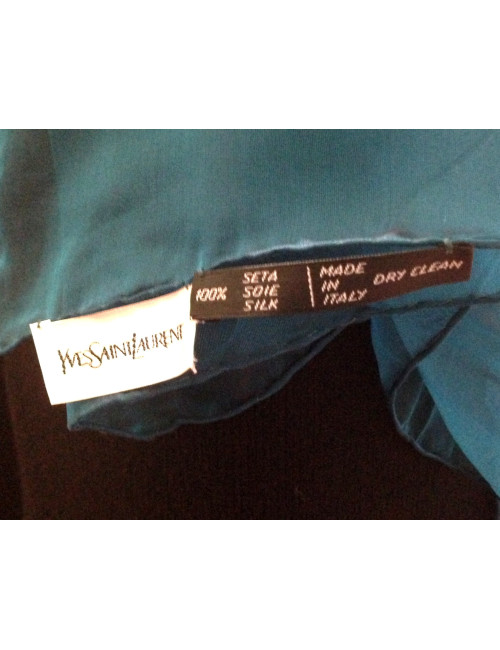 YVESSAINTLAURENT
100%
SETA
SOIE
SILK
MADE
IN
ITALY
DRY CLEAN